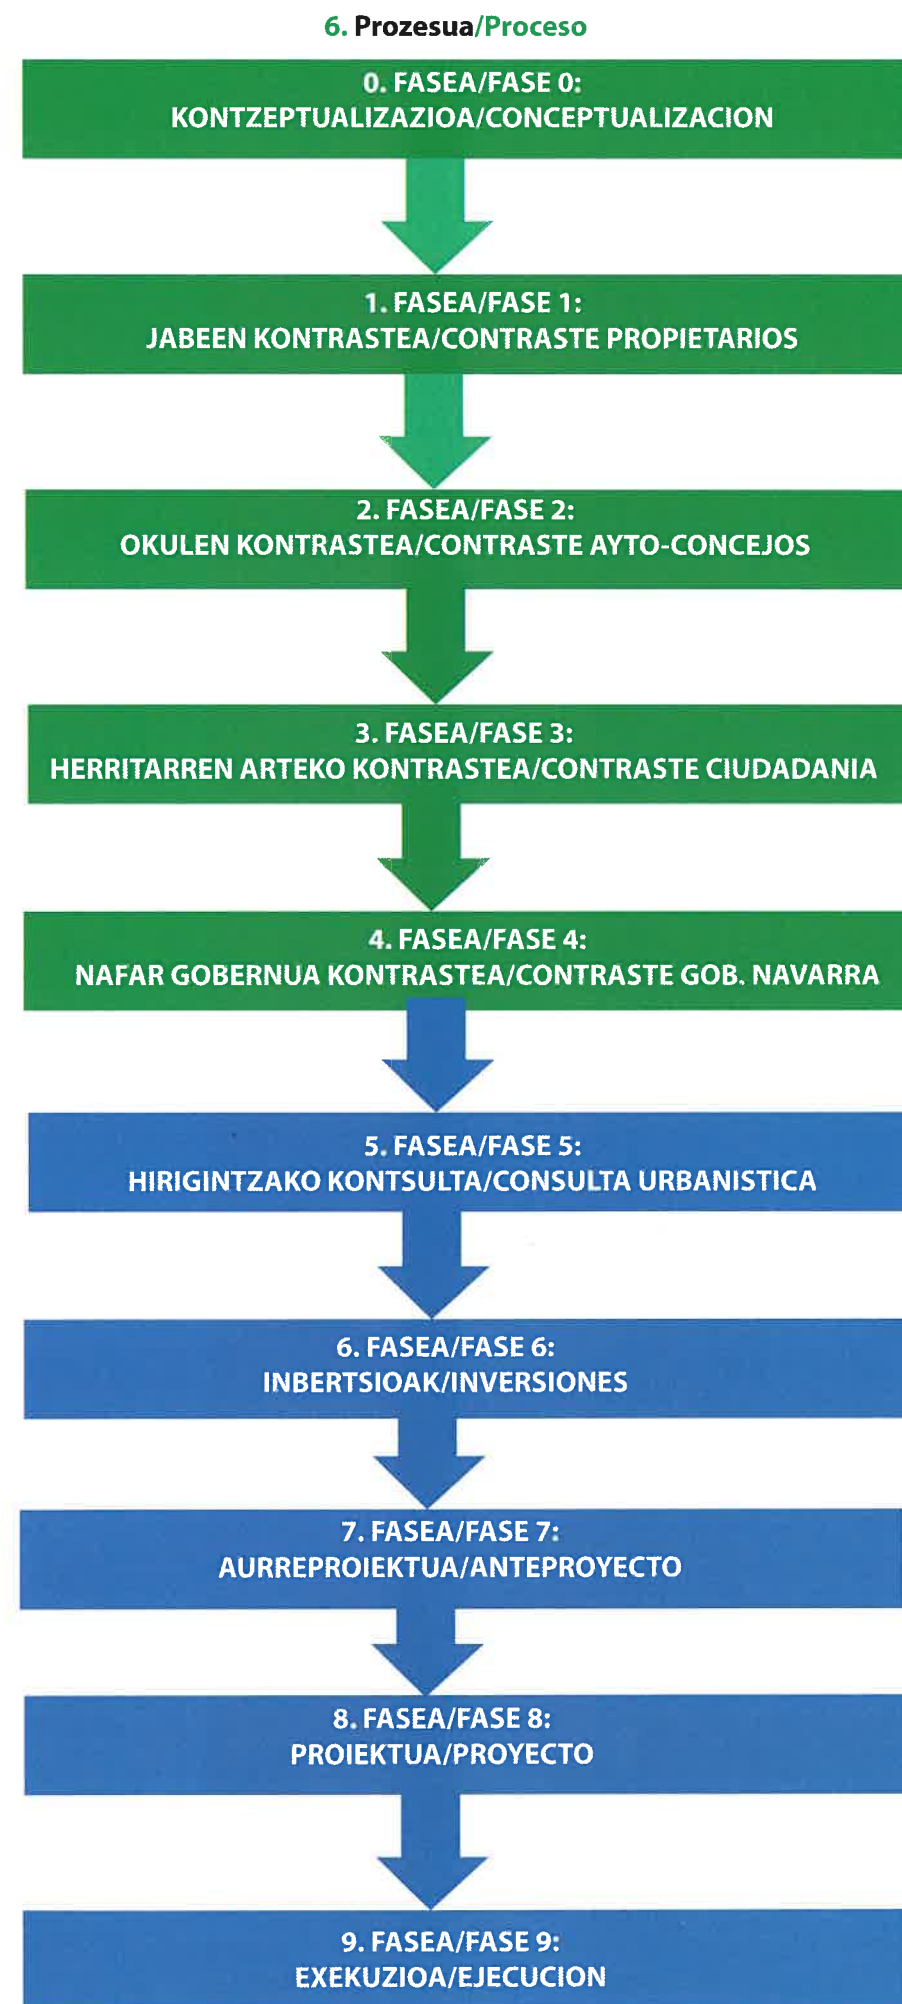 6. Prozesua/Proceso
0. FASEA/FASE 0:
KONTZEPTUALIZAZIOA/CONCEPTUALIZACION
1. FASEA/FASE 1:
JABEEN KONTRASTEA/CONTRASTE PROPIETARIOS
2. FASEA/FASE 2:
OKULEN KONTRASTEA/CONTRASTE AYTO-CONCEJOS
3. FASEA/FASE 3:
HERRITARREN ARTEKO KONTRASTEA/CONTRASTE CIUDADANIA
4. FASEA/FASE 4:
NAFAR GOBERNUA KONTRASTEA/CONTRASTE GOB. NAVARRA
5. FASEA/FASE 5:
HIRIGINTZAKO KONTSULTA/CONSULTA URBANISTICA
6. FASEA/FASE 6:
INBERTSIOAK/INVERSIONES
7. FASEA/FASE 7:
AURREPROIEKTUA/ANTEPROYECTO
8. FASEA/FASE 8:
PROIEKTUA/PROYECTO
9. FASEA/FASE 9:
EXEKUZIOA/EJECUCION